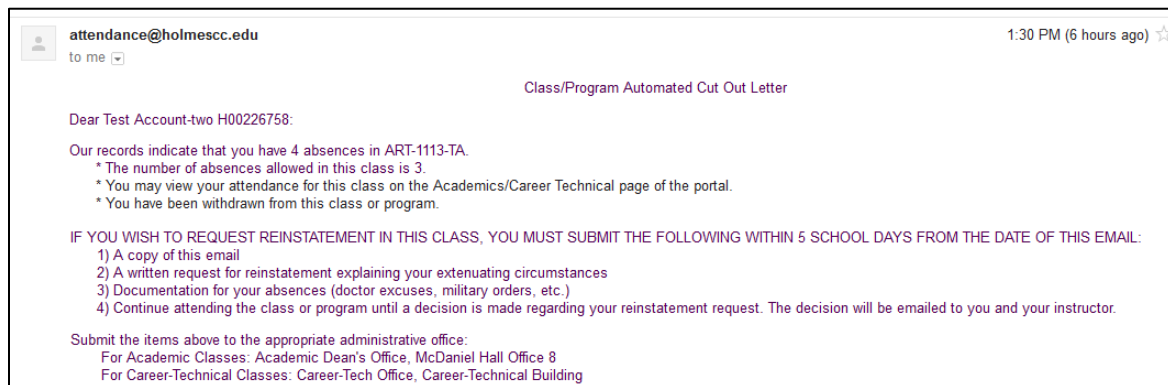 attendance@holmescc.edu 1:30 PM (6 hours ago)
to me
Class/Program Automated Cut Out Letter
Dear Test Account-two H00226758:
Our records indicate that you have 4 absences in ART-1113-TA.
* The number of absences allowed in this class is 3.
* You may view your attendance for this class on the Academics/Career Technical page of the portal.
* You have been withdrawn from this class or program.
IF YOU WISH TO REQUEST REINSTATEMENT IN THIS CLASS, YOU MUST SUBMIT THE FOLLOWING WITHIN 5 SCHOOL DAYS FROM THE DATE OF THIS EMAIL:
1) A copy of this email
2) A written request for reinstatement explaining your extenuating circumstances
3) Documentation for your absences (doctor excuses, military orders, etc.)
4) Continue attending the class or program until a decision is made regarding your reinstatement request. The decision will be emailed to you and your instructor.
Submit the items above to the appropriate administrative office:
For Academic Classes: Academic Dean's Office, McDaniel Hall Office 8
For Career-Technical Classes: Career-Tech Office, Career-Technical Building